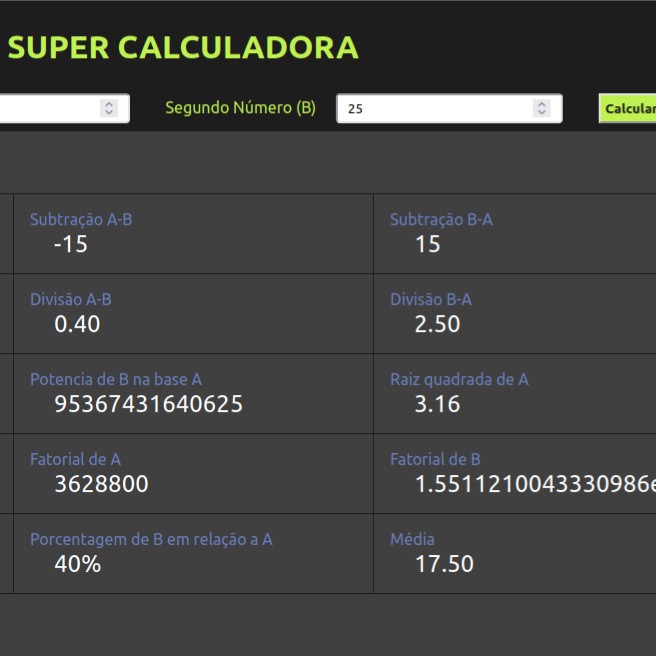 SUPER CALCULADORA
Segundo Número (B) 25 Calcular
Subtração A-B
-15
Subtração B-A
15
Divisão A-B
0.40
Divisão B-A
2.50
Potencia de B na base A
95367431640625
Raiz quadrada de A
3.16
Fatorial de A
3628800
Fatorial de B
1.5511210043330986e
Porcentagem de B em relação a A
40%
Média
17.50